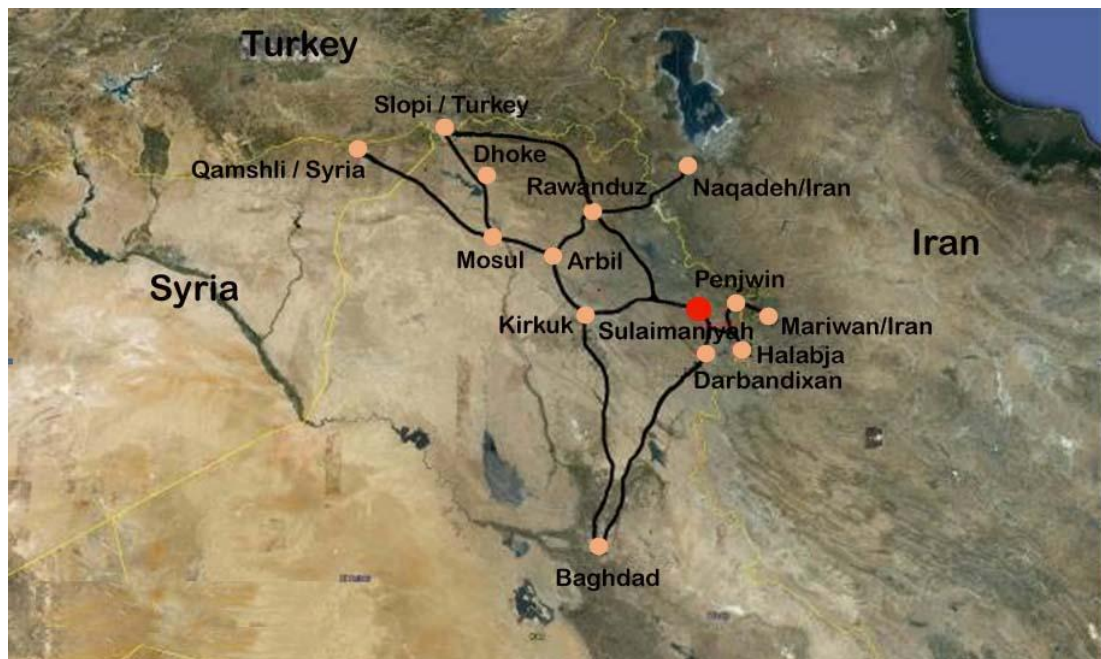 Turkey
Slopi / Turkey
Dhoke
Qamshli / Syria
Rawanduz
Naqadeh/Iran
Iran
Mosul
Arbil
Syria
Penjwin
Kirkuk
Sulaimaniyah
Mariwan/Iran
Halabja
Darbandixan
Baghdad